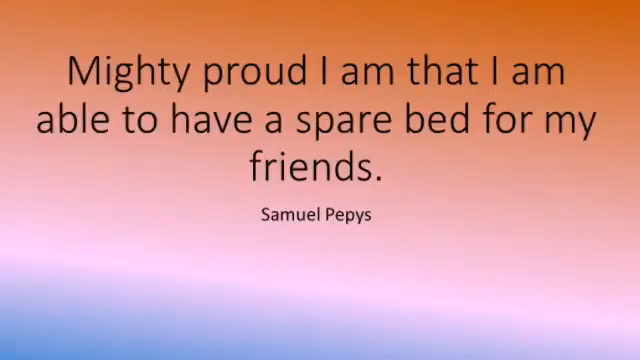 Mighty proud I am that I am
able to have a spare bed for my
friends.
Samuel Pepys